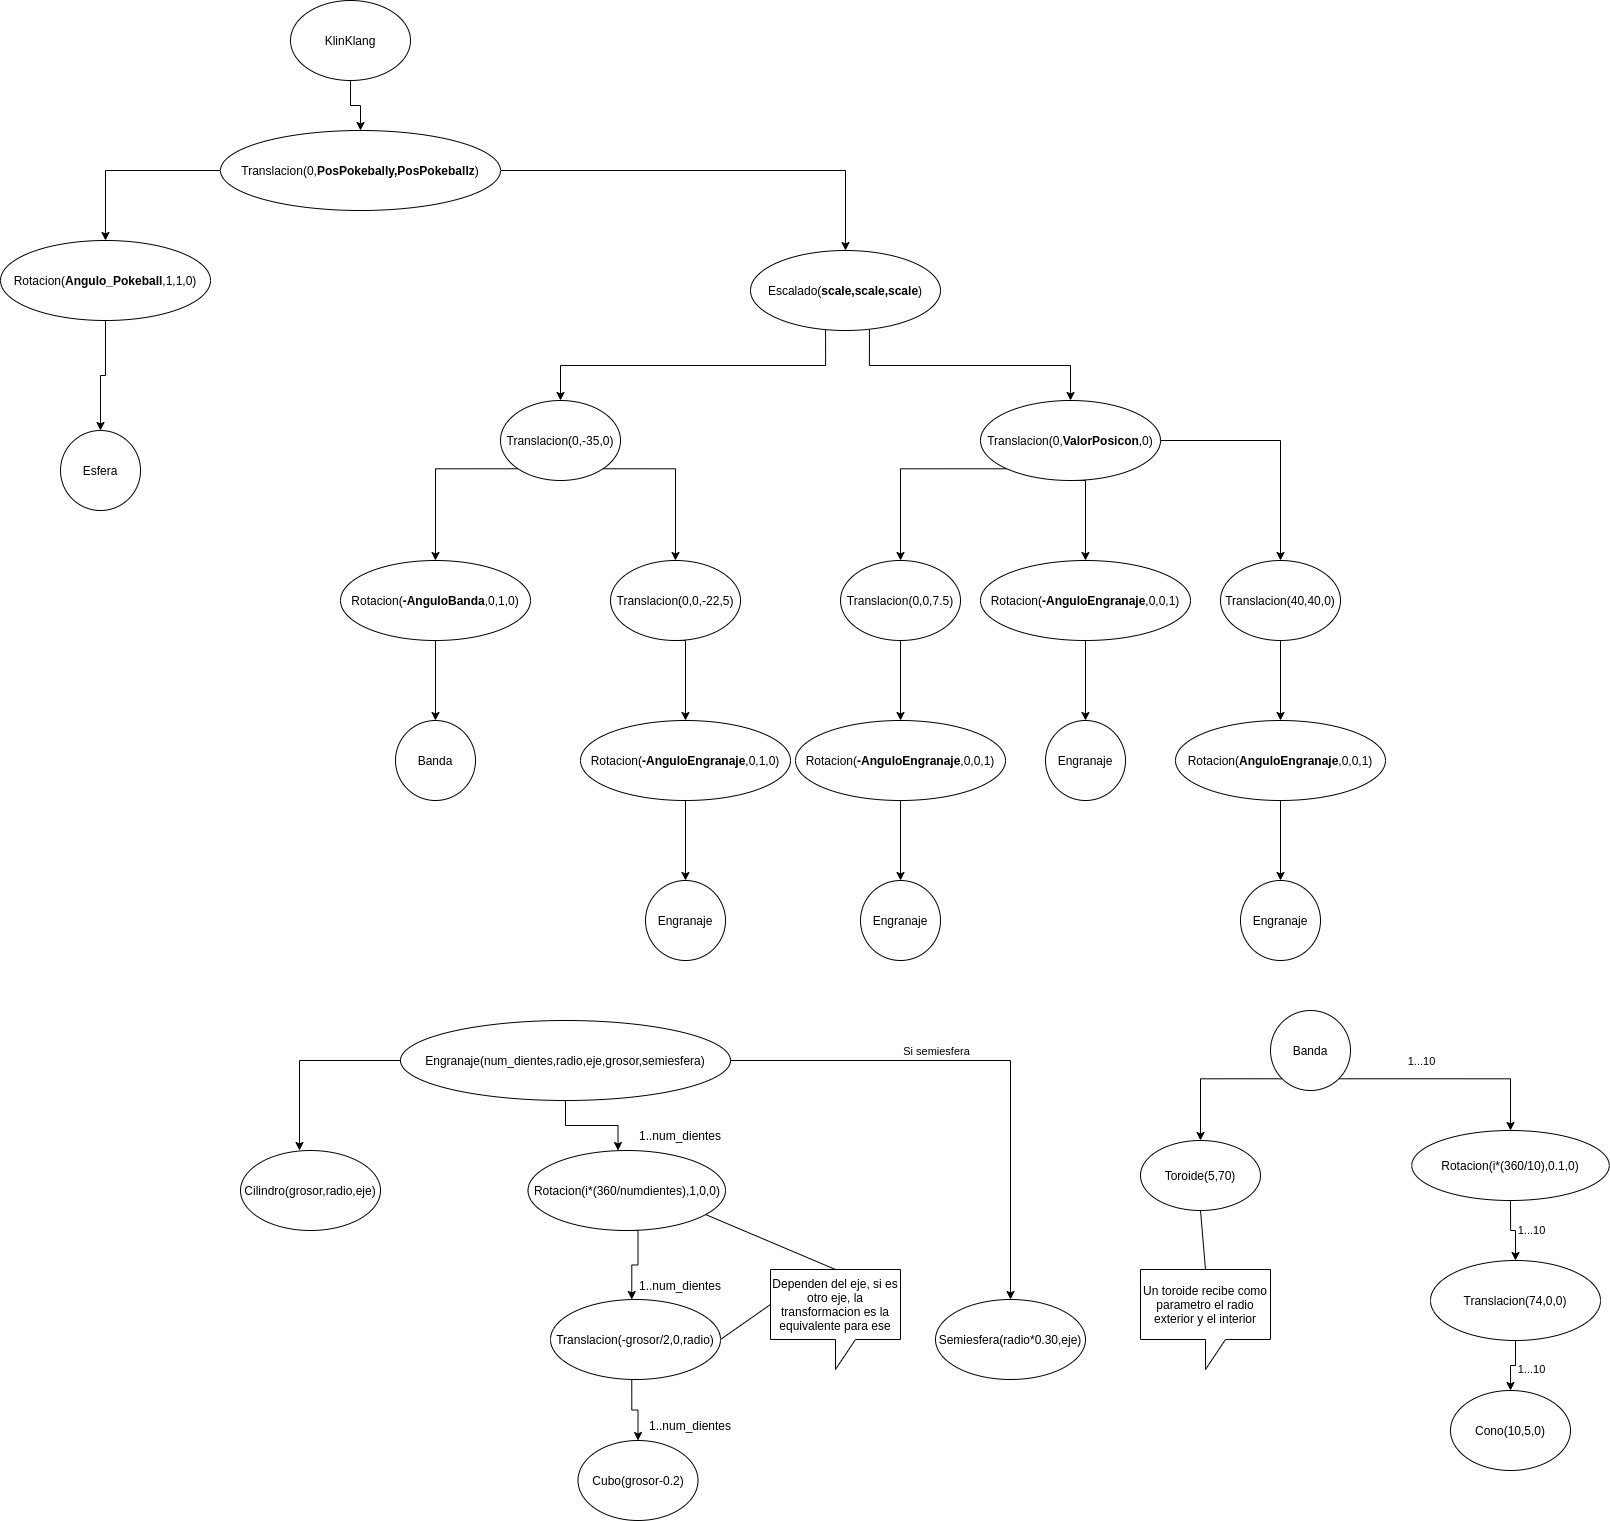 KlinKlang
Translacion(0,PosPokebally,PosPokeballz)
Rotacion(Angulo_Pokeball,1,1,0)
Escalado(scale,scale,scale)
Esfera
Translacion(0,-35,0)
Translacion(0,ValorPosicon,0)
Rotacion(-AnguloBanda,0,1,0)
Translacion(0,0,-22,5)
Translacion(0,0,7.5)
Rotacion(-AnguloEngranaje,0,0,1)
Translacion(40,40,0)
Banda
Rotacion(-AnguloEngranaje,0,1,0)
Rotacion(-AnguloEngranaje,0,0,1)
Engranaje
Rotacion(AnguloEngranaje,0,0,1)
Engranaje
Engranaje
Engranaje
Engranaje(num_dientes,radio,eje,grosor,semiesfera)
Si semiesfera
1..num_dientes
Cilindro(grosor,radio,eje)
Rotacion(i*(360/numdientes),1,0,0)
1..num_dientes
Translacion(-grosor/2,0,radio)
Dependen del eje, si es
otro eje, la
transformacion es la
equivalente para ese
Semiesfera(radio*0.30,eje)
1..num_dientes
Cubo(grosor-0.2)
Banda
1...10
Toroide(5,70)
Rotacion(i*(360/10),0.1,0)
1...10
Un toroide recibe como
parametro el radio
exterior y el interior
Translacion(74,0,0)
1...10
Cono(10,5,0)